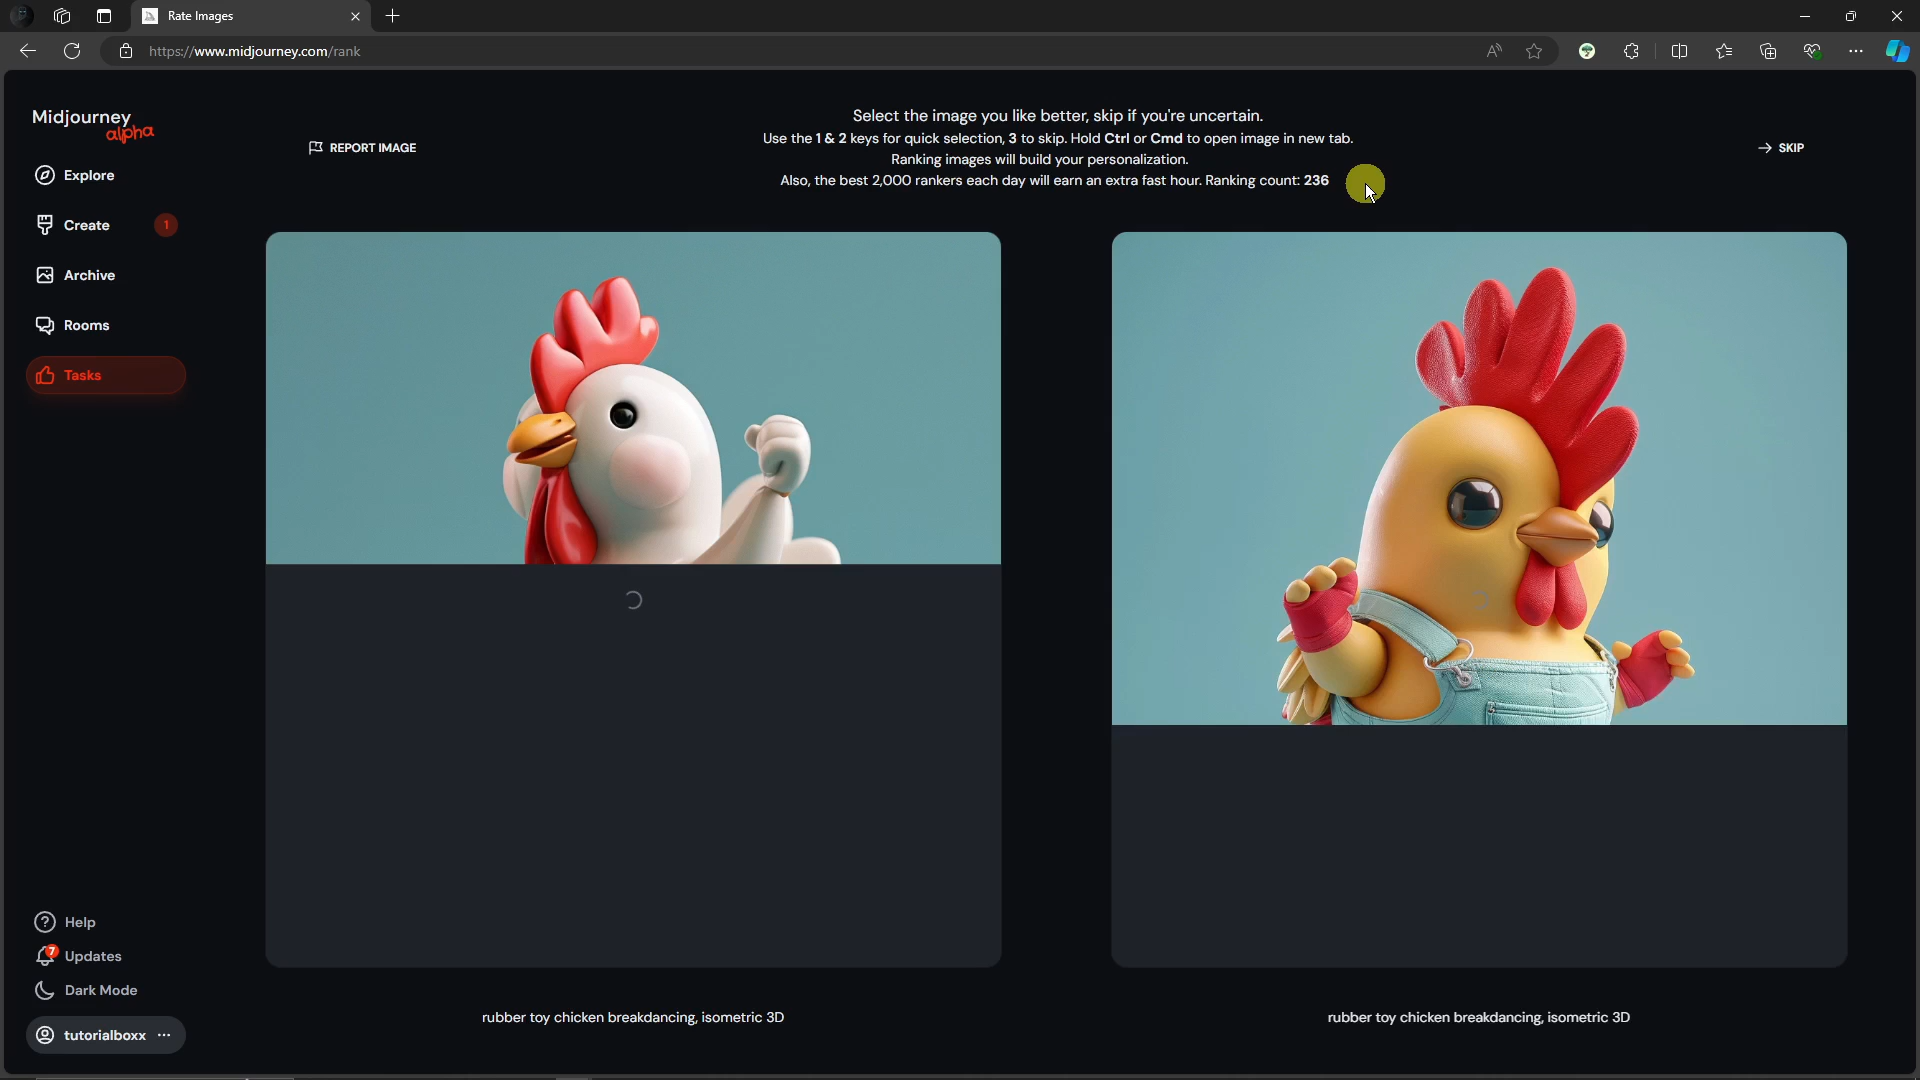 Rate Images
https://www.midjourney.com/rank
Midjourney
alpha
REPORT IMAGE
Select the image you like better, skip if you're uncertain.
Use the 1 & 2 keys for quick selection, 3 to skip. Hold Ctrl or Cmd to open image in new tab.
Ranking images will build your personalization.
Also, the best 2,000 rankers each day will earn an extra fast hour. Ranking count: 236
SKIP
Explore
Create 1
Archive
Rooms
Tasks
Help
7
Updates
Dark Mode
tutorialboxx
rubber toy chicken breakdancing, isometric 3D
rubber toy chicken breakdancing, isometric 3D